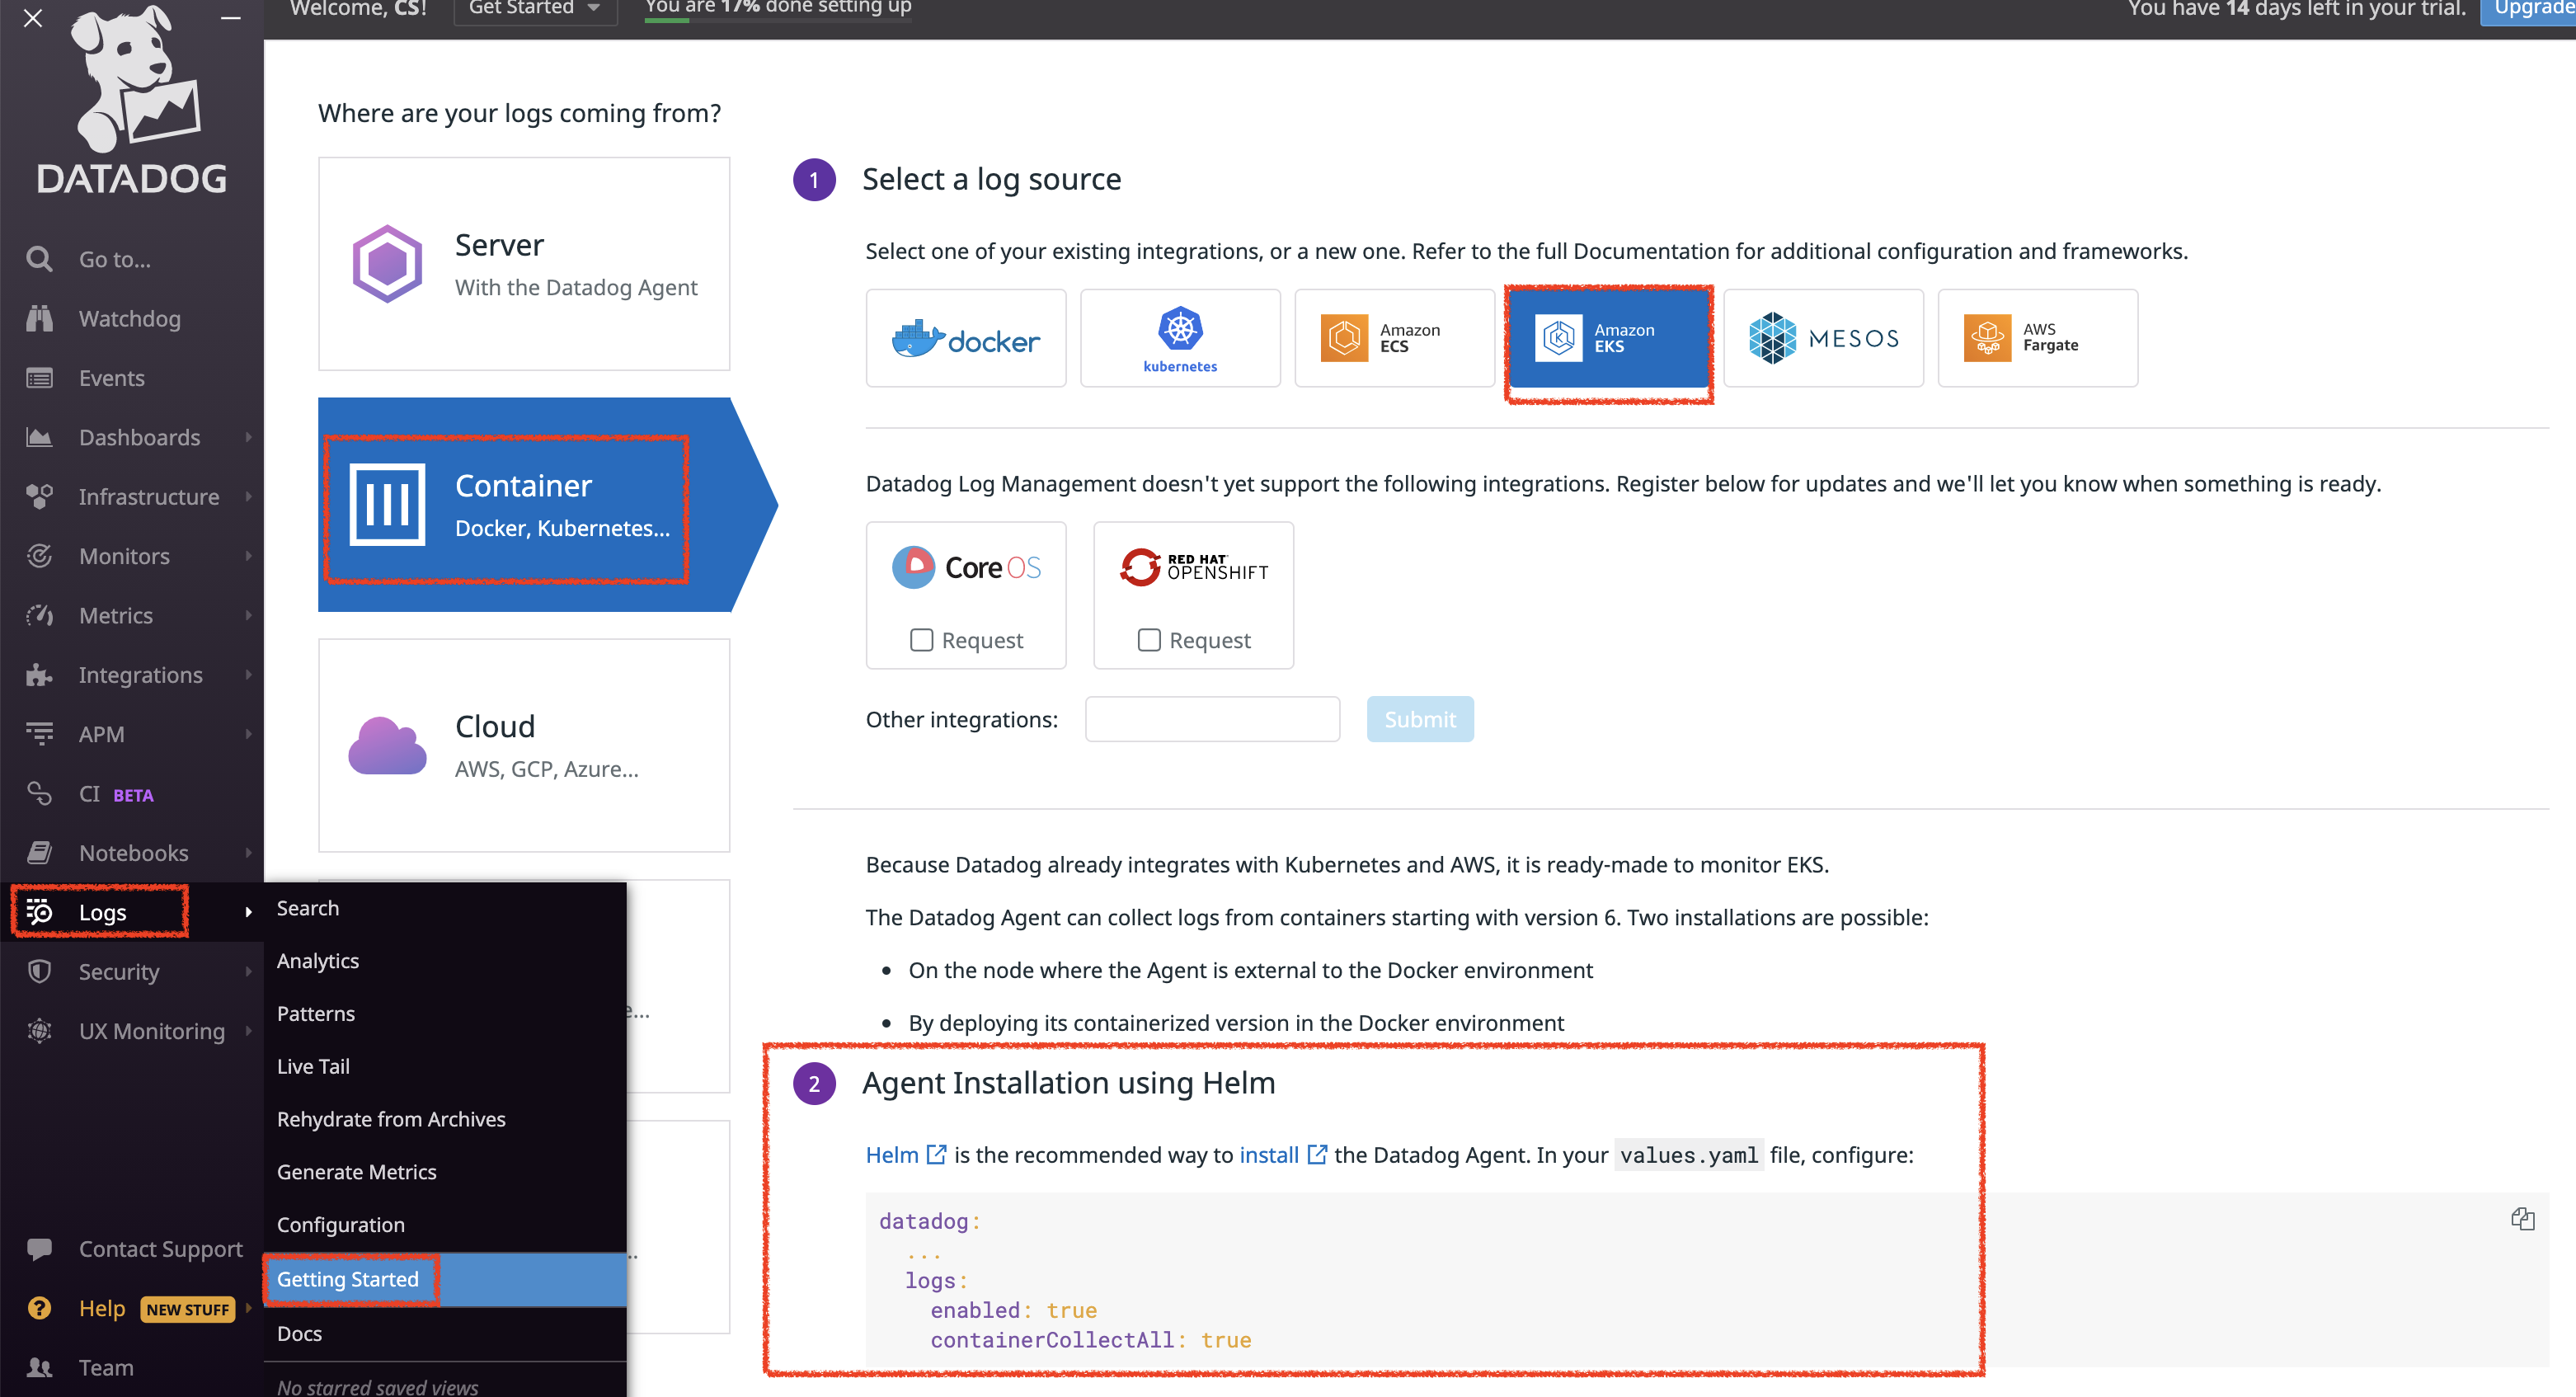 Welcome, CS!
Get Started
You are 17% done setting up
You have 14 days left in your trial.
Upgrade
DATADOG
Go to...
Watchdog
Events
Dashboards
Infrastructure
Monitors
Metrics
Integrations
APM
CI BETA
Notebooks
Logs
Security
UX Monitoring
Contact Support
Help NEW STUFF
Team
Search
Analytics
Patterns
Live Tail
Rehydrate from Archives
Generate Metrics
Configuration
Getting Started
Docs
No starred saved views
Where are your logs coming from?
Server
With the Datadog Agent
Container
Docker, Kubernetes...
Cloud
AWS, GCP, Azure...
e...
..
1 Select a log source
Select one of your existing integrations, or a new one. Refer to the full Documentation for additional configuration and frameworks.
docker
kubernetes
Amazon
ECS
Amazon
EKS
MESOS
AWS
Fargate
Datadog Log Management doesn't yet support the following integrations. Register below for updates and we'll let you know when something is ready.
CoreOS
Request
RED HAT
OPENSHIFT
Request
Other integrations:
Submit
Because Datadog already integrates with Kubernetes and AWS, it is ready-made to monitor EKS.
The Datadog Agent can collect logs from containers starting with version 6. Two installations are possible:
• On the node where the Agent is external to the Docker environment
• By deploying its containerized version in the Docker environment
2 Agent Installation using Helm
Helm is the recommended way to install the Datadog Agent. In your values.yaml file, configure:
datadog:
  ...
  logs:
    enabled: true
    containerCollectAll: true